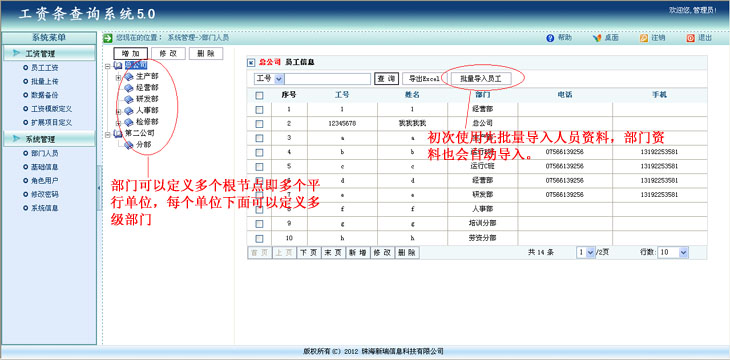 工资条查询系统5.0
欢迎您,管理员!
系统菜单
您现在的位置： 系统管理->部门人员
帮助 桌面 注销 退出
工资管理
员工工资
批量上传
数据备份
工资模版定义
扩展项目定义
系统管理
部门人员
基础信息
角色用户
修改密码
系统信息
增 加 修 改 删 除
总公司
生产部
经营部
研发部
人事部
检修部
第二公司
分部
部门可以定义多个根节点即多个平
行单位，每个单位下面可以定义多
级部门
总公司 员工信息
工号 查 询 导出Excel 批量导入员工
序号 工号 姓名 部门 电话 手机
1 1 1 经营部
2 12345678 我我我我 总公司
3 a a
4 b b 运行C班 07566139256 13192253581
5 c c 运行C班 07566139256 13192253581
6 d d 经营部 07566139256 13192253581
7 e e 研发部 07566139256 13192253581
8 f f 人事部
9 g g 培训分部
10 h h 劳资分部
初次使用先批量导入人员资料，部门资
料也会自动导入。
首 页 上 页 下 页 末 页 新 增 修 改 删 除
共 14 条 1 /2页 行数: 10
版权所有(C) 2012 珠海新瑞信息科技有限公司